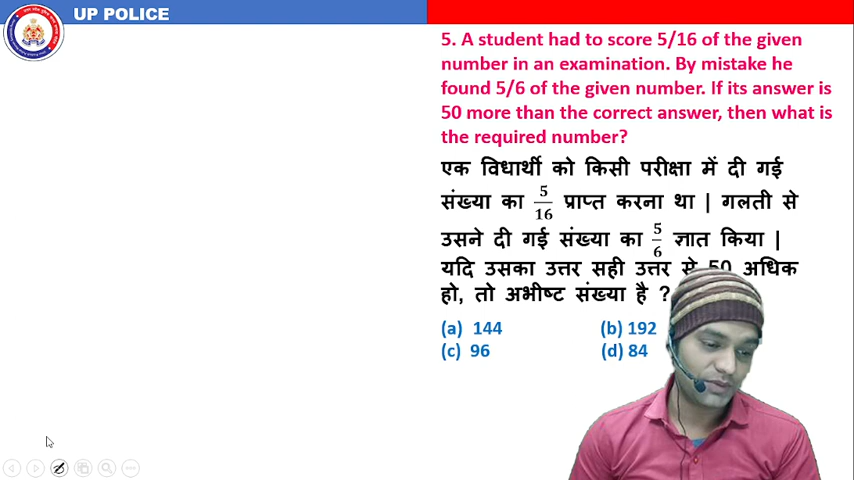 UP POLICE
5. A student had to score 5/16 of the given
number in an examination. By mistake he
found 5/6 of the given number. If its answer is
50 more than the correct answer, then what is
the required number?
एक विधार्थी को किसी परीक्षा में दी गई
संख्या का 5/16 प्राप्त करना था | गलती से
उसने दी गई संख्या का 5/6 ज्ञात किया |
यदि उसका उत्तर सही उत्तर से 50 अधिक
हो, तो अभीष्ट संख्या है ?
(a) 144 (b) 192
(c) 96 (d) 84